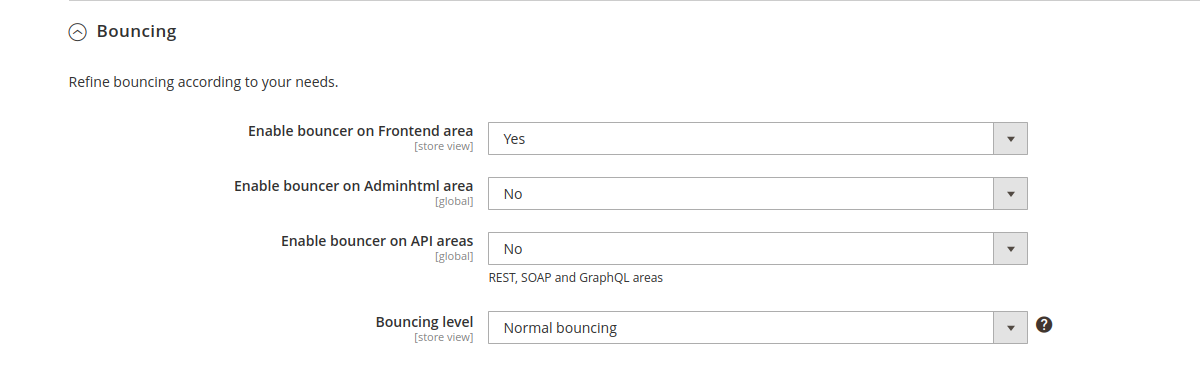 Bouncing
Refine bouncing according to your needs.
Enable bouncer on Frontend area
[store view]
Yes
Enable bouncer on Adminhtml area
[global]
No
Enable bouncer on API areas
[global]
No
REST, SOAP and GraphQL areas
Bouncing level
[store view]
Normal bouncing
?